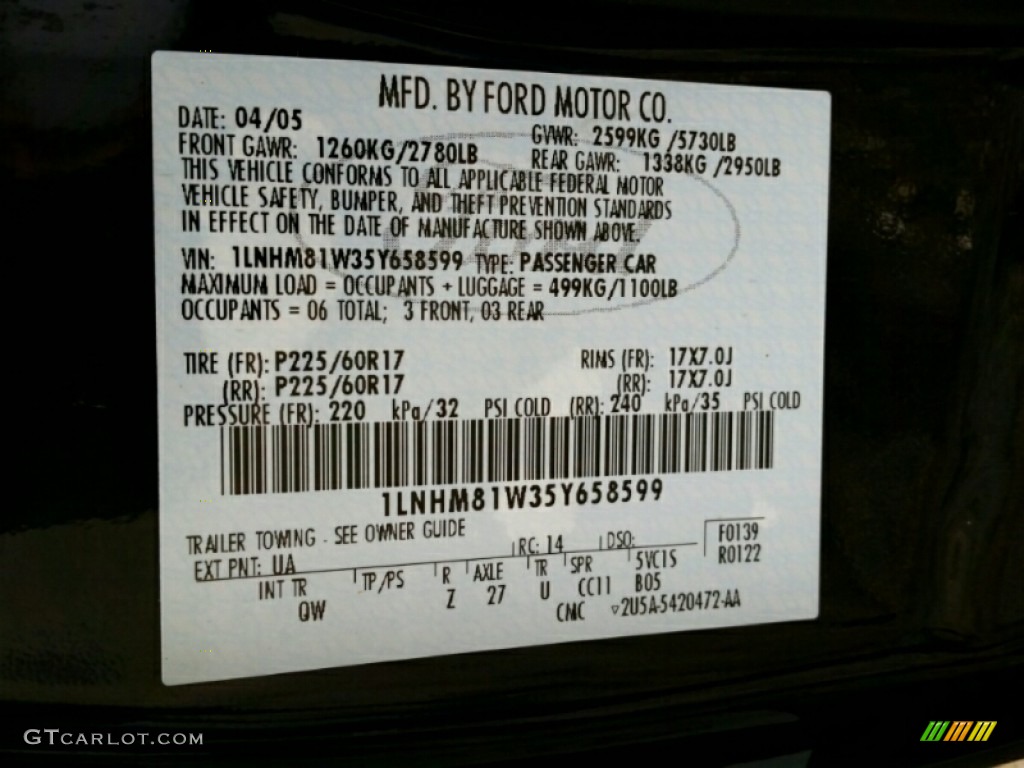 MFD. BY FORD MOTOR CO.
DATE: 04/05 GVWR: 2599KG /5730LB
FRONT GAWR: 1260KG/2780LB REAR GAWR: 1338KG /2950LB
THIS VEHICLE CONFORMS TO ALL APPLICABLE FEDERAL MOTOR
VEHICLE SAFETY, BUMPER, AND THEFT PREVENTION STANDARDS
IN EFFECT ON THE DATE OF MANUFACTURE SHOWN ABOVE.
VIN: 1LNHM81W35Y658599 TYPE: PASSENGER CAR
MAXIMUM LOAD = OCCUPANTS + LUGGAGE = 499KG/1100LB
OCCUPANTS = 06 TOTAL; 3 FRONT, 03 REAR
TIRE (FR): P225/60R17 RIMS (FR): 17X7.0J
(RR): P225/60R17 (RR): 17X7.0J
PRESSURE (FR): 220 kPa/32 PSI COLD (RR): 240 kPa/35 PSI COLD
1LNHM81W35Y658599
TRAILER TOWING - SEE OWNER GUIDE
EXT PNT: UA RC: 14 DSO: F0139
R0122
INT TR TP/PS R AXLE TR SPR 5VC15
QW Z 27 U CC11 B05
CMC ▽2U5A-5420472-AA
GTCARLOT.COM